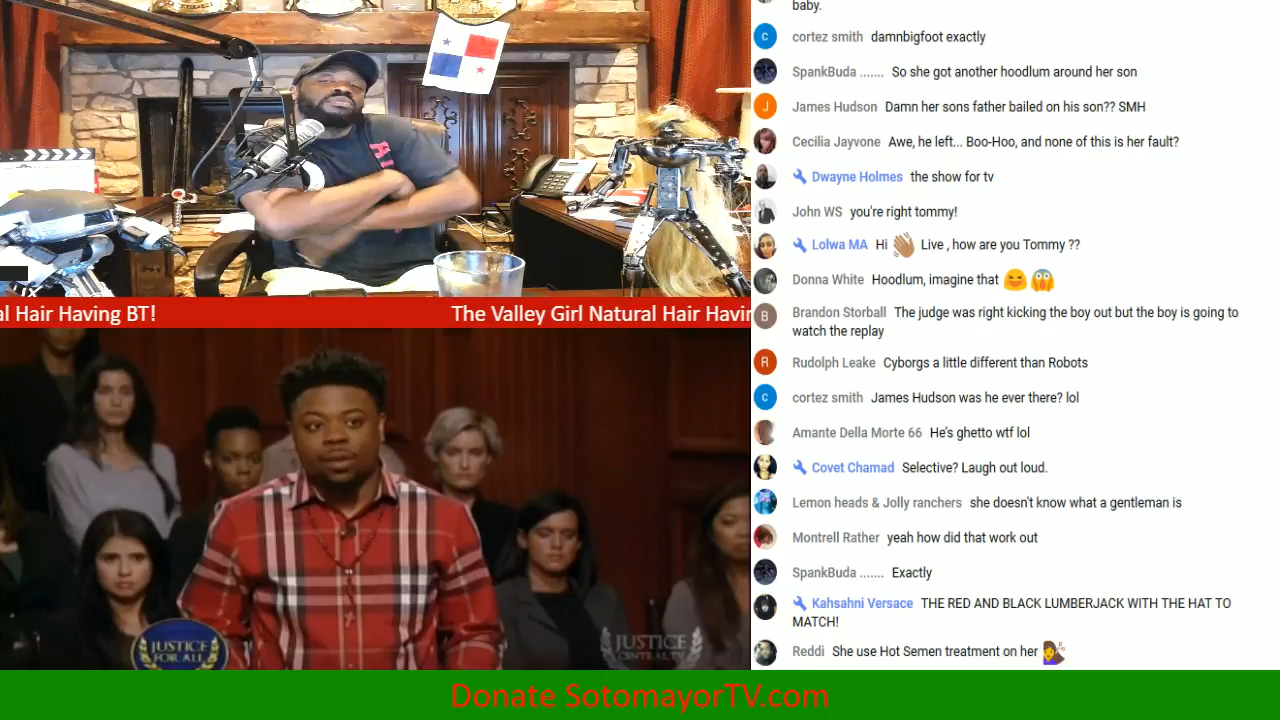 al Hair Having BT!
The Valley Girl Natural Hair Havin
JUSTICE
FOR ALL
JUSTICE
CENTRAL.TV
baby.
cortez smith damnbigfoot exactly
SpankBuda ....... So she got another hoodlum around her son
James Hudson Damn her sons father bailed on his son?? SMH
Cecilia Jayvone Awe, he left... Boo-Hoo, and none of this is her fault?
Dwayne Holmes the show for tv
John WS you're right tommy!
Lolwa MA Hi 👋🏽 Live , how are you Tommy ??
Donna White Hoodlum, imagine that 😆 😱
Brandon Storball The judge was right kicking the boy out but the boy is going to
watch the replay
Rudolph Leake Cyborgs a little different than Robots
cortez smith James Hudson was he ever there? lol
Amante Della Morte 66 He's ghetto wtf lol
Covet Chamad Selective? Laugh out loud.
Lemon heads & Jolly ranchers she doesn't know what a gentleman is
Montrell Rather yeah how did that work out
SpankBuda ....... Exactly
Kahsahni Versace THE RED AND BLACK LUMBERJACK WITH THE HAT TO
MATCH!
Reddi She use Hot Semen treatment on her 💇🏾‍♀️
Donate SotomayorTV.com